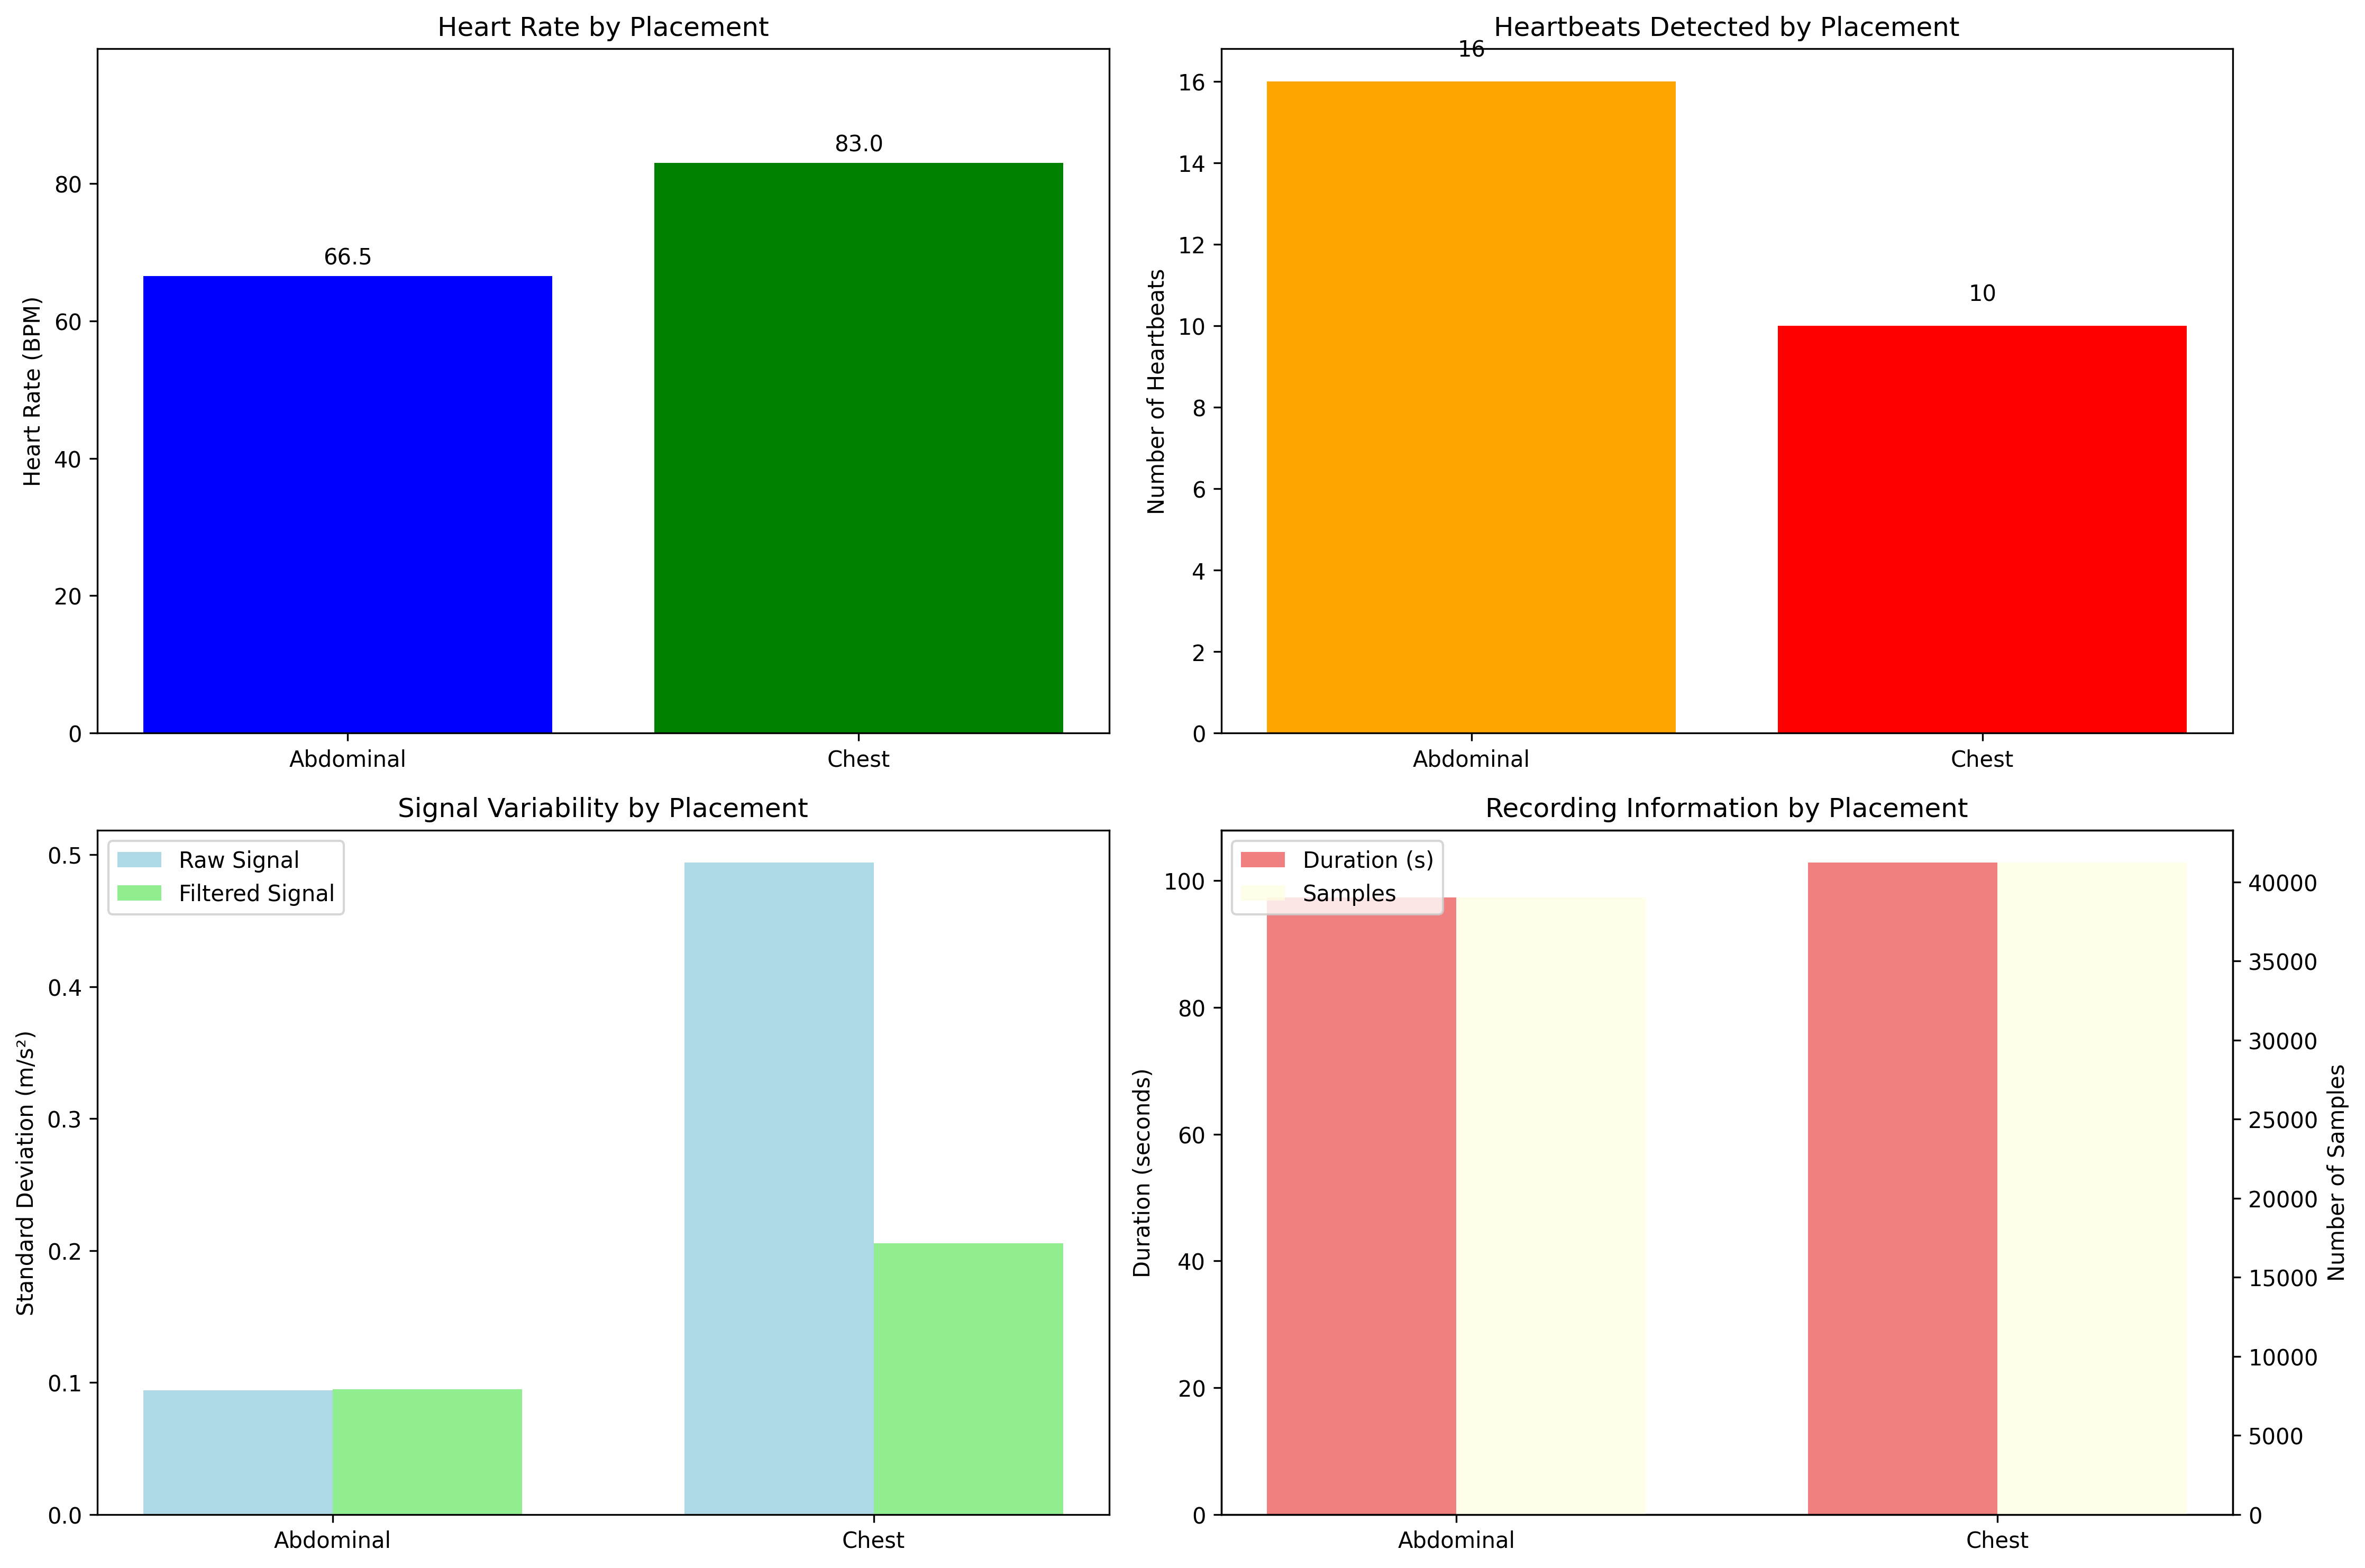 Heart Rate by Placement
Heart Rate (BPM)
80
60
40
20
0
66.5
83.0
Abdominal
Chest
Heartbeats Detected by Placement
Number of Heartbeats
16
14
12
10
8
6
4
2
0
16
10
Abdominal
Chest
Signal Variability by Placement
Standard Deviation (m/s²)
0.5
0.4
0.3
0.2
0.1
0.0
Raw Signal
Filtered Signal
Abdominal
Chest
Recording Information by Placement
Duration (seconds)
100
80
60
40
20
0
Duration (s)
Samples
Abdominal
Chest
40000
35000
30000
25000
20000
15000
10000
5000
0
Number of Samples